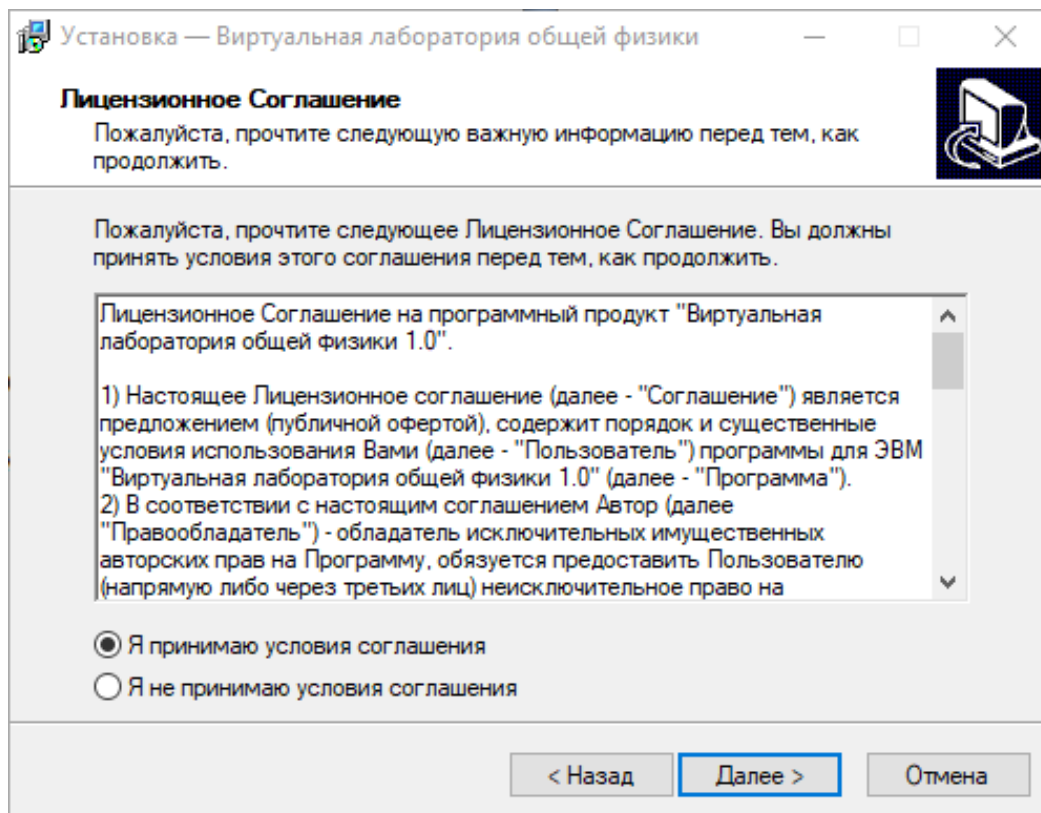 Установка — Виртуальная лаборатория общей физики
Лицензионное Соглашение
Пожалуйста, прочтите следующую важную информацию перед тем, как
продолжить.
Пожалуйста, прочтите следующее Лицензионное Соглашение. Вы должны
принять условия этого соглашения перед тем, как продолжить.
Лицензионное Соглашение на программный продукт "Виртуальная
лаборатория общей физики 1.0".
1) Настоящее Лицензионное соглашение (далее - "Соглашение") является
предложением (публичной офертой), содержит порядок и существенные
условия использования Вами (далее - "Пользователь") программы для ЭВМ
"Виртуальная лаборатория общей физики 1.0" (далее - "Программа").
2) В соответствии с настоящим соглашением Автор (далее
"Правообладатель") - обладатель исключительных имущественных
авторских прав на Программу, обязуется предоставить Пользователю
(напрямую либо через третьих лиц) неисключительное право на
Я принимаю условия соглашения
Я не принимаю условия соглашения
< Назад
Далее >
Отмена